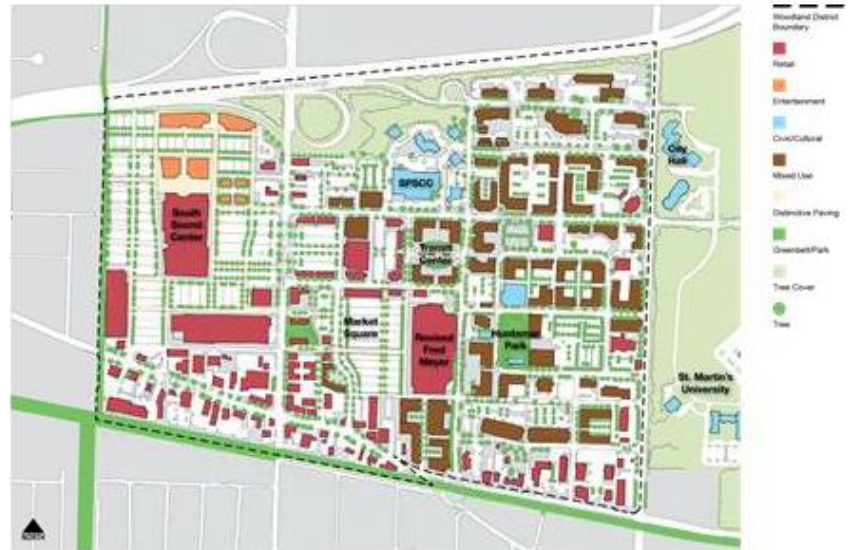 Woodland District
Boundary
Retail
Entertainment
Civic/Cultural
Mixed Use
Distinctive Paving
Greenbelt/Park
Tree Cover
Tree
City
Hall
SPSCC
South
Sound
Center
Transit
Center
Market
Square
Revised
Fred
Meyer
Huntamer
Park
St. Martin's
University